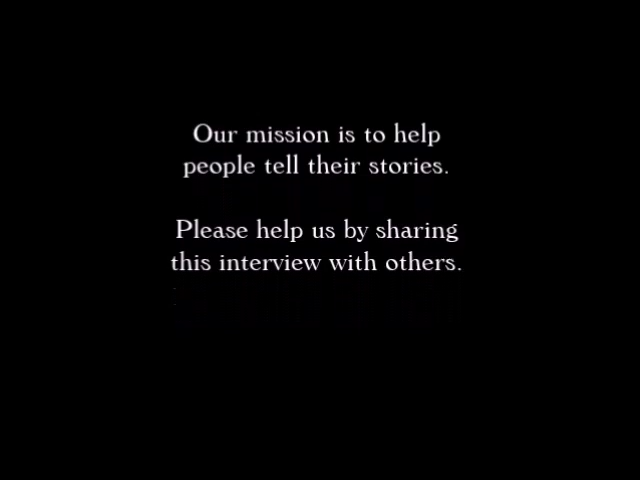 Our mission is to help
people tell their stories.
Please help us by sharing
this interview with others.